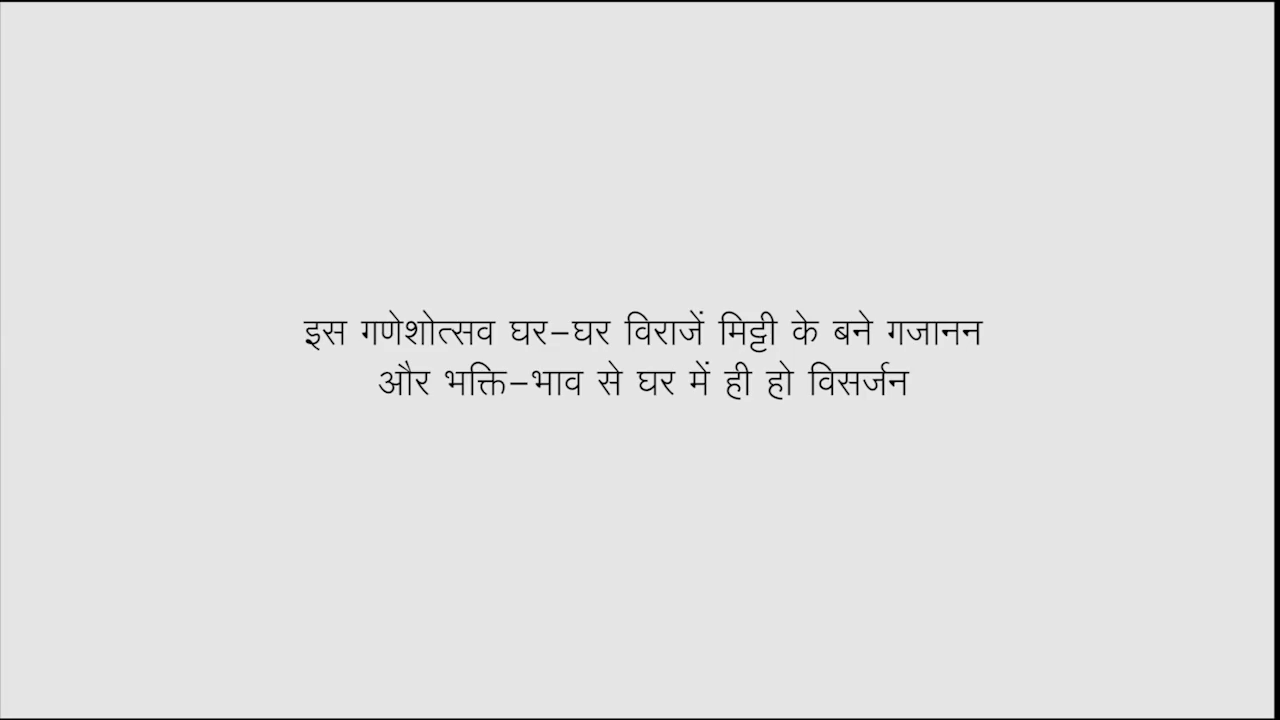 इस गणेशोत्सव घर-घर विराजें मिट्टी के बने गजानन
और भक्ति-भाव से घर में ही हो विसर्जन